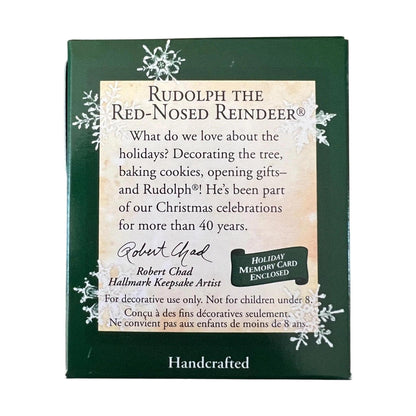 RUDOLPH THE
RED-NOSED REINDEER®
What do we love about the
holidays? Decorating the tree,
baking cookies, opening gifts–
and Rudolph®! He's been part
of our Christmas celebrations
for more than 40 years.
Robert Chad
Robert Chad
Hallmark Keepsake Artist
HOLIDAY
MEMORY CARD
ENCLOSED
For decorative use only. Not for children under 8.
Conçu à des fins décoratives seulement.
Ne convient pas aux enfants de moins de 8 ans.
Handcrafted